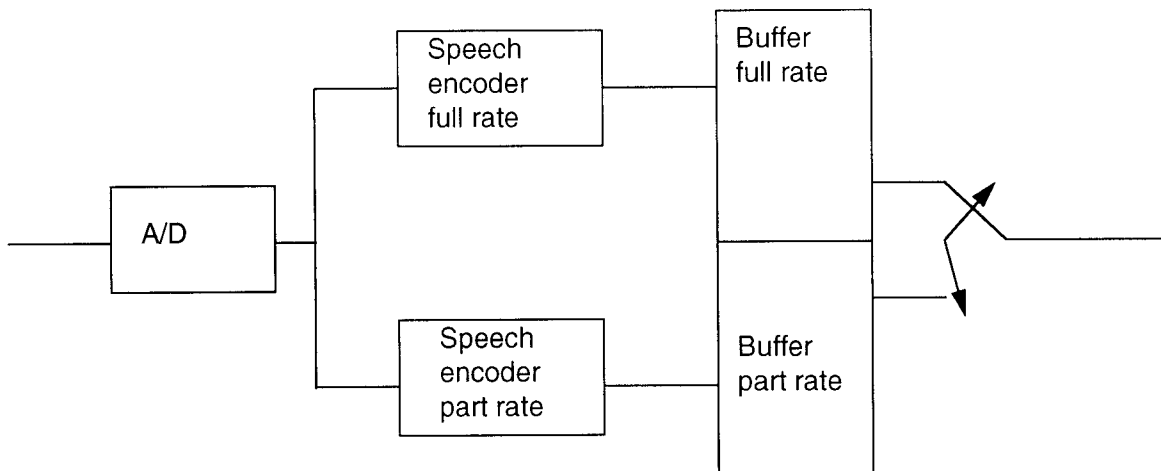 A/D
Speech
encoder
full rate
Buffer
full rate
Speech
encoder
part rate
Buffer
part rate